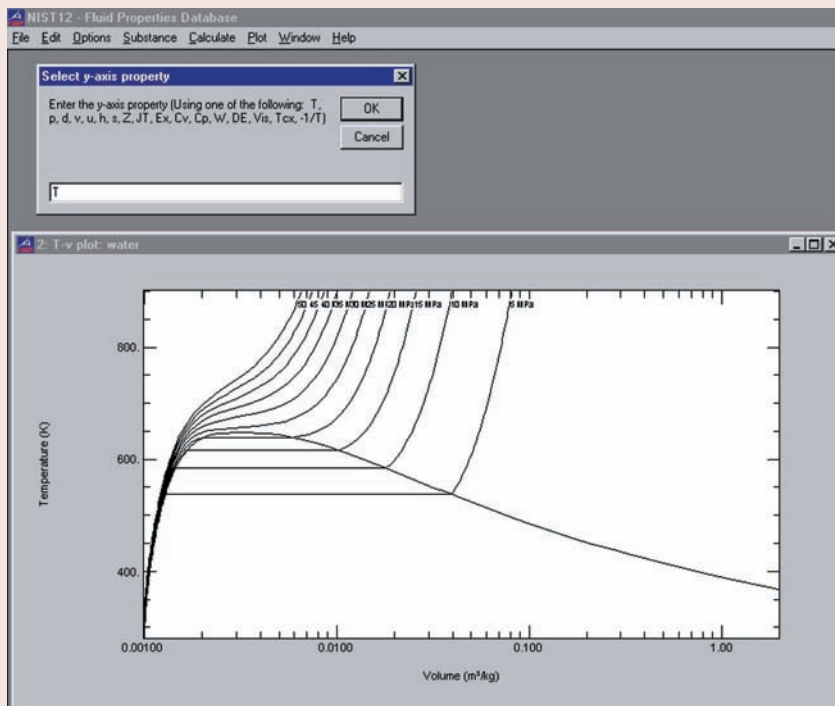 NIST12 - Fluid Properties Database
File Edit Options Substance Calculate Plot Window Help
Select y-axis property
Enter the y-axis property (Using one of the following: T,
p, d, v, u, h, s, Z, JT, Ex, Cv, Cp, W, DE, Vis, Tcx, -1/T)
OK
Cancel
T
2: T-v plot: water
50 45 40 15 MPa 10 MPa 5 MPa
800.
600.
400.
Temperature (K)
0.00100 0.0100 0.100 1.00
Volume (m³/kg)